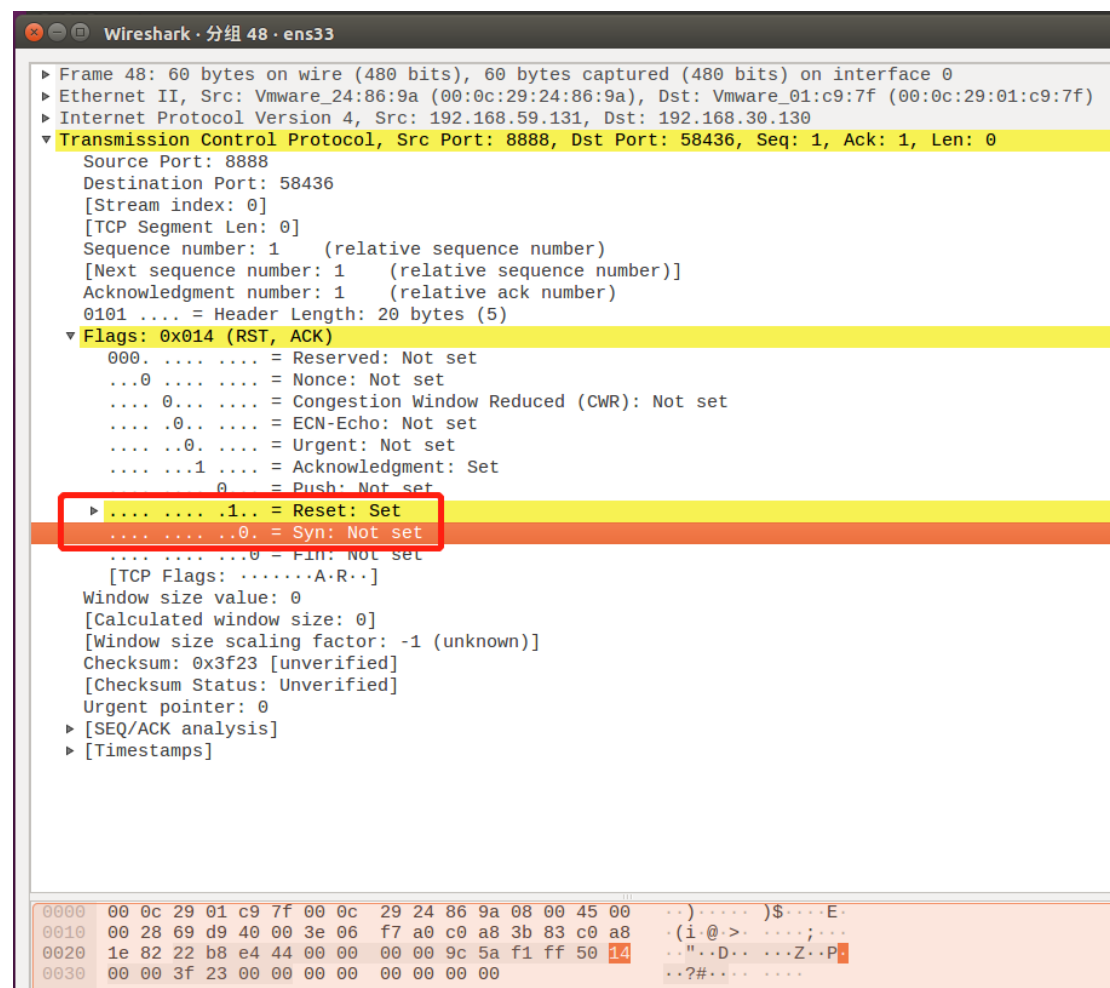 Wireshark · 分组 48 · ens33
Frame 48: 60 bytes on wire (480 bits), 60 bytes captured (480 bits) on interface 0
Ethernet II, Src: Vmware_24:86:9a (00:0c:29:24:86:9a), Dst: Vmware_01:c9:7f (00:0c:29:01:c9:7f)
Internet Protocol Version 4, Src: 192.168.59.131, Dst: 192.168.30.130
Transmission Control Protocol, Src Port: 8888, Dst Port: 58436, Seq: 1, Ack: 1, Len: 0
Source Port: 8888
Destination Port: 58436
[Stream index: 0]
[TCP Segment Len: 0]
Sequence number: 1    (relative sequence number)
[Next sequence number: 1    (relative sequence number)]
Acknowledgment number: 1    (relative ack number)
0101 .... = Header Length: 20 bytes (5)
Flags: 0x014 (RST, ACK)
000. .... .... = Reserved: Not set
...0 .... .... = Nonce: Not set
.... 0... .... = Congestion Window Reduced (CWR): Not set
.... .0.. .... = ECN-Echo: Not set
.... ..0. .... = Urgent: Not set
.... ...1 .... = Acknowledgment: Set
.... .... 0... = Push: Not set
.... .... .1.. = Reset: Set
.... .... ..0. = Syn: Not set
.... .... ...0 = Fin: Not set
[TCP Flags: ·······A·R··]
Window size value: 0
[Calculated window size: 0]
[Window size scaling factor: -1 (unknown)]
Checksum: 0x3f23 [unverified]
[Checksum Status: Unverified]
Urgent pointer: 0
[SEQ/ACK analysis]
[Timestamps]
0000 00 0c 29 01 c9 7f 00 0c 29 24 86 9a 08 00 45 00 ··)····· )$····E·
0010 00 28 69 d9 40 00 3e 06 f7 a0 c0 a8 3b 83 c0 a8 ·(i·@·>· ····;···
0020 1e 82 22 b8 e4 44 00 00 00 00 9c 5a f1 ff 50 14 ··"··D·· ···Z··P·
0030 00 00 3f 23 00 00 00 00 00 00 00 00 ··?#···· ····